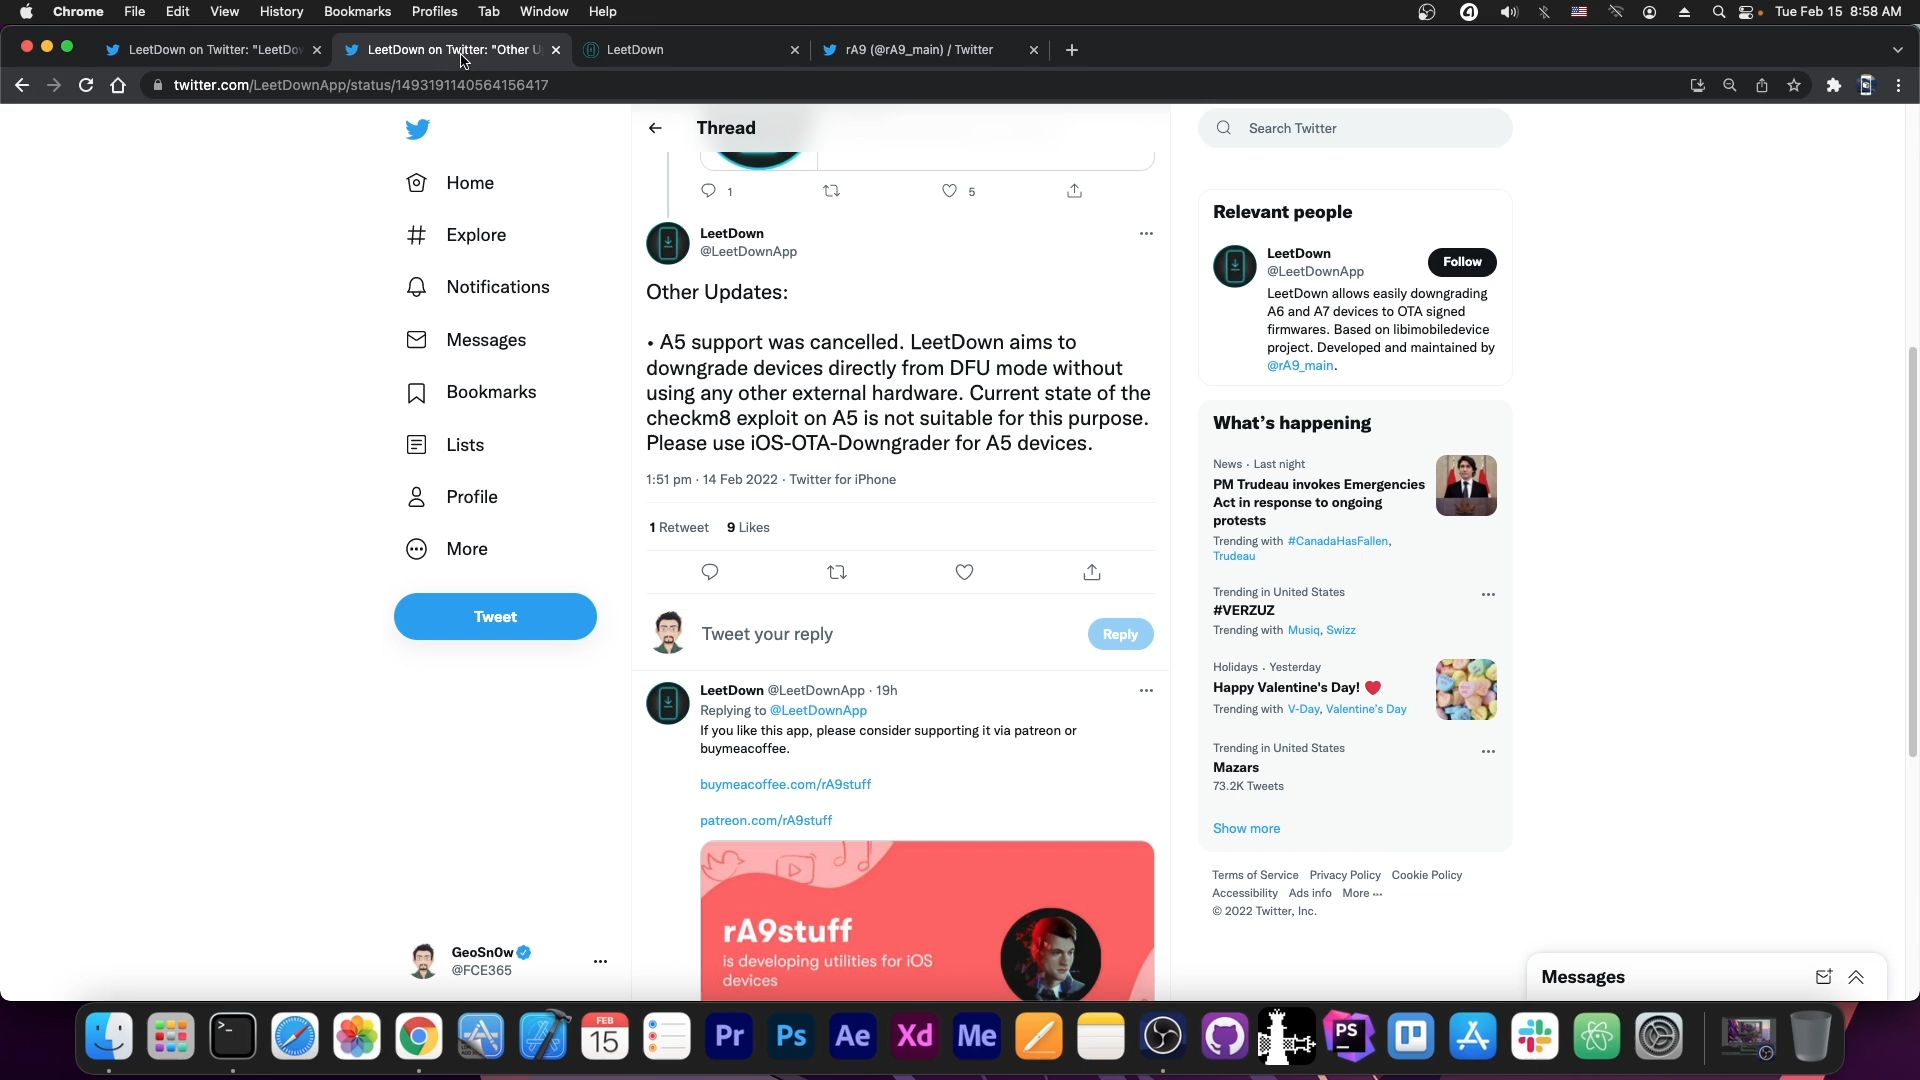 Chrome File Edit View History Bookmarks Profiles Tab Window Help Tue Feb 15 8:58 AM
LeetDown on Twitter: "LeetDov
LeetDown on Twitter: "Other U
LeetDown
rA9 (@rA9_main) / Twitter
twitter.com/LeetDownApp/status/1493191140564156417
Home
Explore
Notifications
Messages
Bookmarks
Lists
Profile
More
Tweet
GeoSn0w
@FCE365
Thread
1 5
LeetDown
@LeetDownApp
Other Updates:
• A5 support was cancelled. LeetDown aims to
downgrade devices directly from DFU mode without
using any other external hardware. Current state of the
checkm8 exploit on A5 is not suitable for this purpose.
Please use iOS-OTA-Downgrader for A5 devices.
1:51 pm · 14 Feb 2022 · Twitter for iPhone
1 Retweet 9 Likes
Tweet your reply
Reply
LeetDown @LeetDownApp · 19h
Replying to @LeetDownApp
If you like this app, please consider supporting it via patreon or
buymeacoffee.
buymeacoffee.com/rA9stuff
patreon.com/rA9stuff
rA9stuff
is developing utilities for iOS
devices
Search Twitter
Relevant people
LeetDown
@LeetDownApp
Follow
LeetDown allows easily downgrading
A6 and A7 devices to OTA signed
firmwares. Based on libimobiledevice
project. Developed and maintained by
@rA9_main.
What's happening
News · Last night
PM Trudeau invokes Emergencies
Act in response to ongoing
protests
Trending with #CanadaHasFallen,
Trudeau
Trending in United States
#VERZUZ
Trending with Musiq, Swizz
Holidays · Yesterday
Happy Valentine's Day! ❤️
Trending with V-Day, Valentine's Day
Trending in United States
Mazars
73.2K Tweets
Show more
Terms of Service Privacy Policy Cookie Policy
Accessibility Ads info More ···
© 2022 Twitter, Inc.
Messages
FEB
15
Pr Ps Ae Xd Me
PS